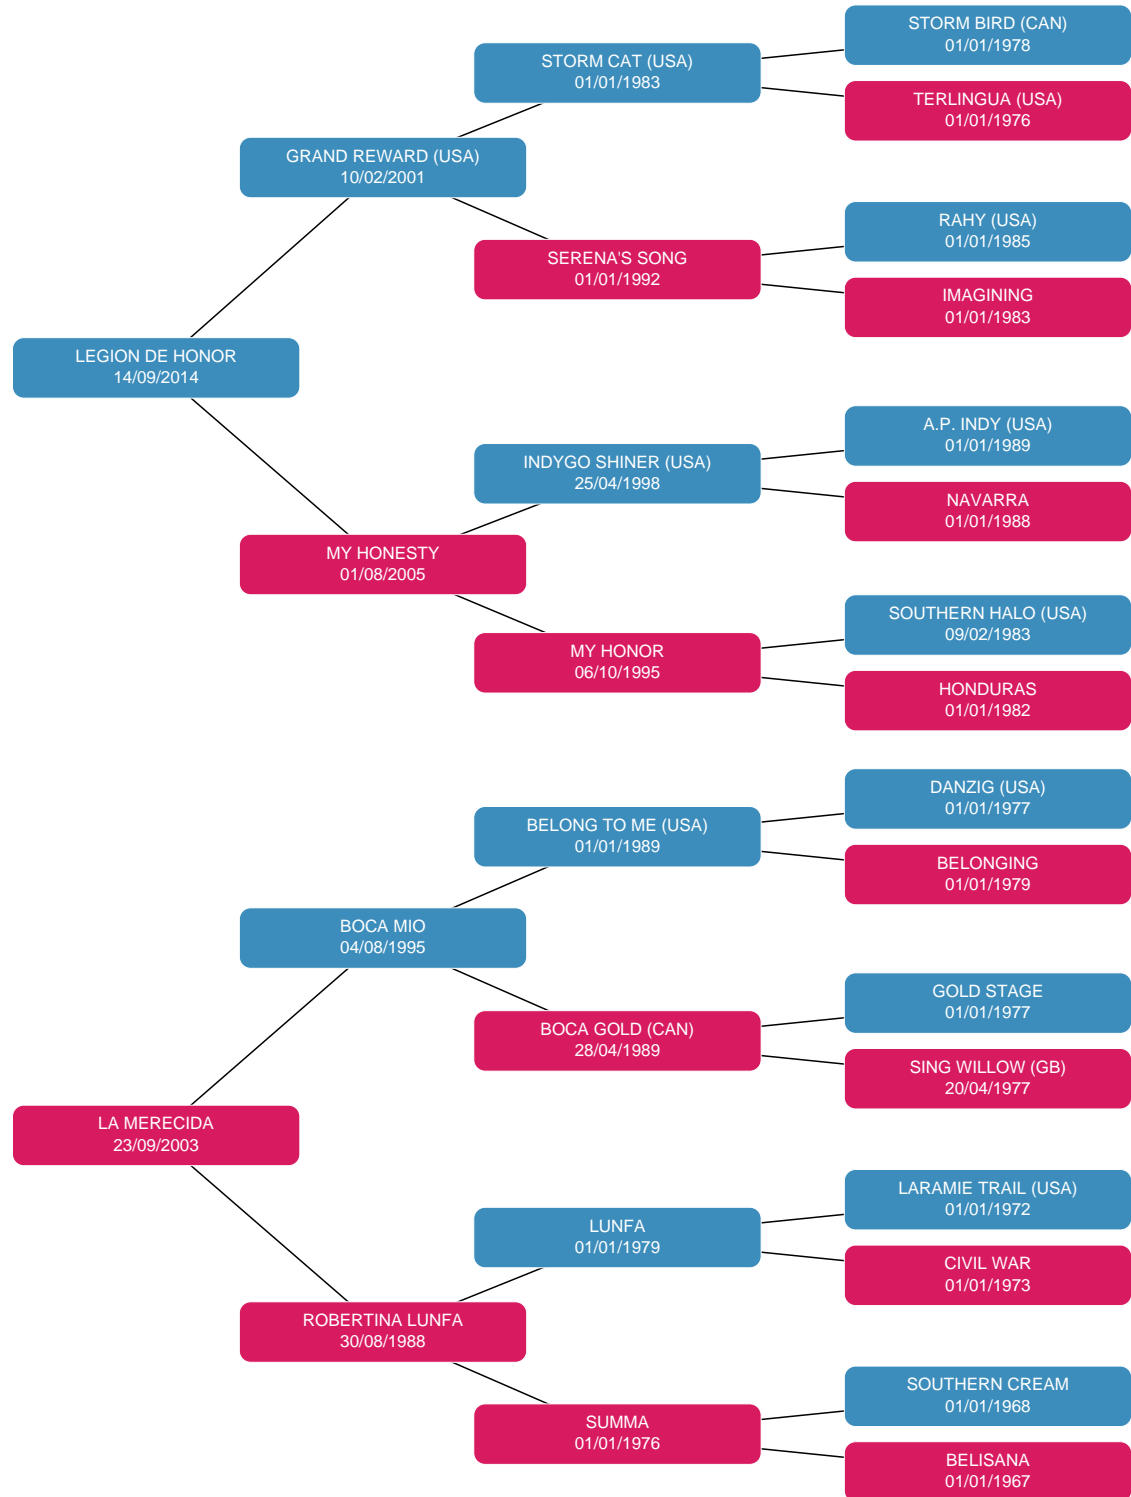 STORM BIRD (CAN)
01/01/1978
STORM CAT (USA)
01/01/1983
TERLINGUA (USA)
01/01/1976
GRAND REWARD (USA)
10/02/2001
RAHY (USA)
01/01/1985
SERENA'S SONG
01/01/1992
IMAGINING
01/01/1983
LEGION DE HONOR
14/09/2014
A.P. INDY (USA)
01/01/1989
INDYGO SHINER (USA)
25/04/1998
NAVARRA
01/01/1988
MY HONESTY
01/08/2005
SOUTHERN HALO (USA)
09/02/1983
MY HONOR
06/10/1995
HONDURAS
01/01/1982
DANZIG (USA)
01/01/1977
BELONG TO ME (USA)
01/01/1989
BELONGING
01/01/1979
BOCA MIO
04/08/1995
GOLD STAGE
01/01/1977
BOCA GOLD (CAN)
28/04/1989
SING WILLOW (GB)
20/04/1977
LA MERECIDA
23/09/2003
LARAMIE TRAIL (USA)
01/01/1972
LUNFA
01/01/1979
CIVIL WAR
01/01/1973
ROBERTINA LUNFA
30/08/1988
SOUTHERN CREAM
01/01/1968
SUMMA
01/01/1976
BELISANA
01/01/1967